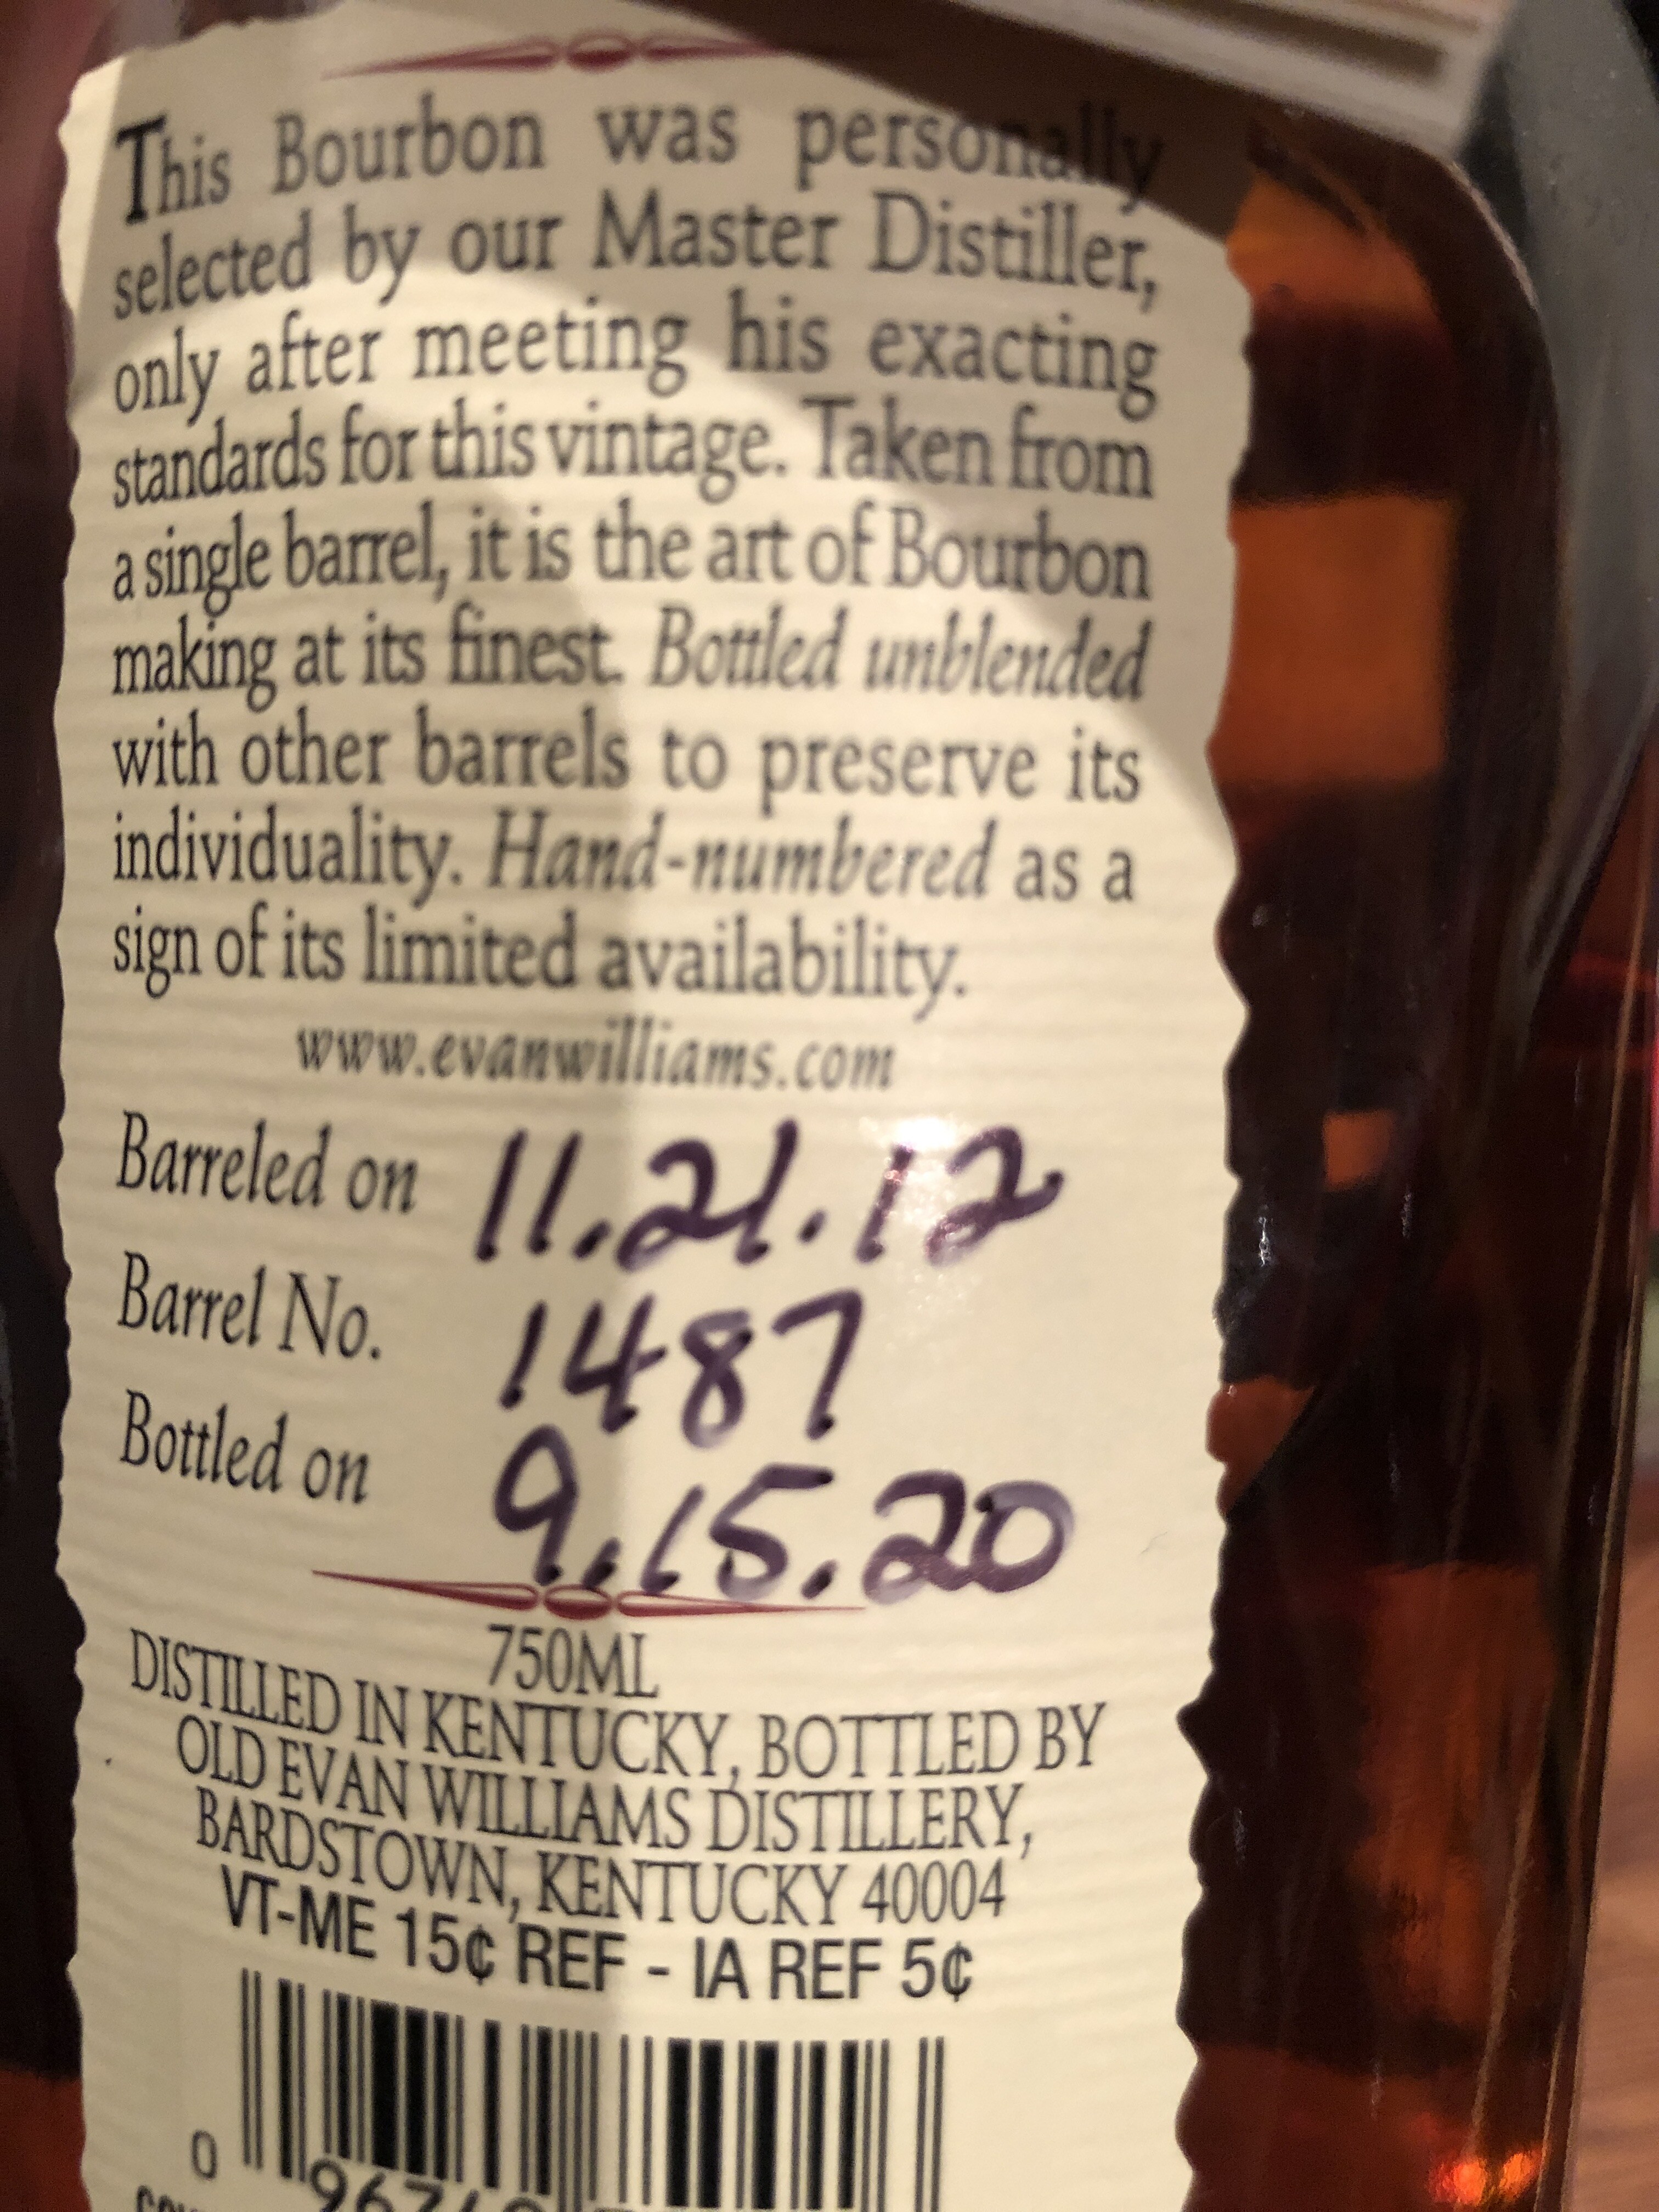 This Bourbon was personally
selected by our Master Distiller,
only after meeting his exacting
standards for this vintage. Taken from
a single barrel, it is the art of Bourbon
making at its finest. Bottled unblended
with other barrels to preserve its
individuality. Hand-numbered as a
sign of its limited availability.
www.evanwilliams.com
Barreled on 11.21.12
Barrel No. 1487
Bottled on 9.15.20
750ML
DISTILLED IN KENTUCKY, BOTTLED BY
OLD EVAN WILLIAMS DISTILLERY,
BARDSTOWN, KENTUCKY 40004
VT-ME 15¢ REF - IA REF 5¢
0